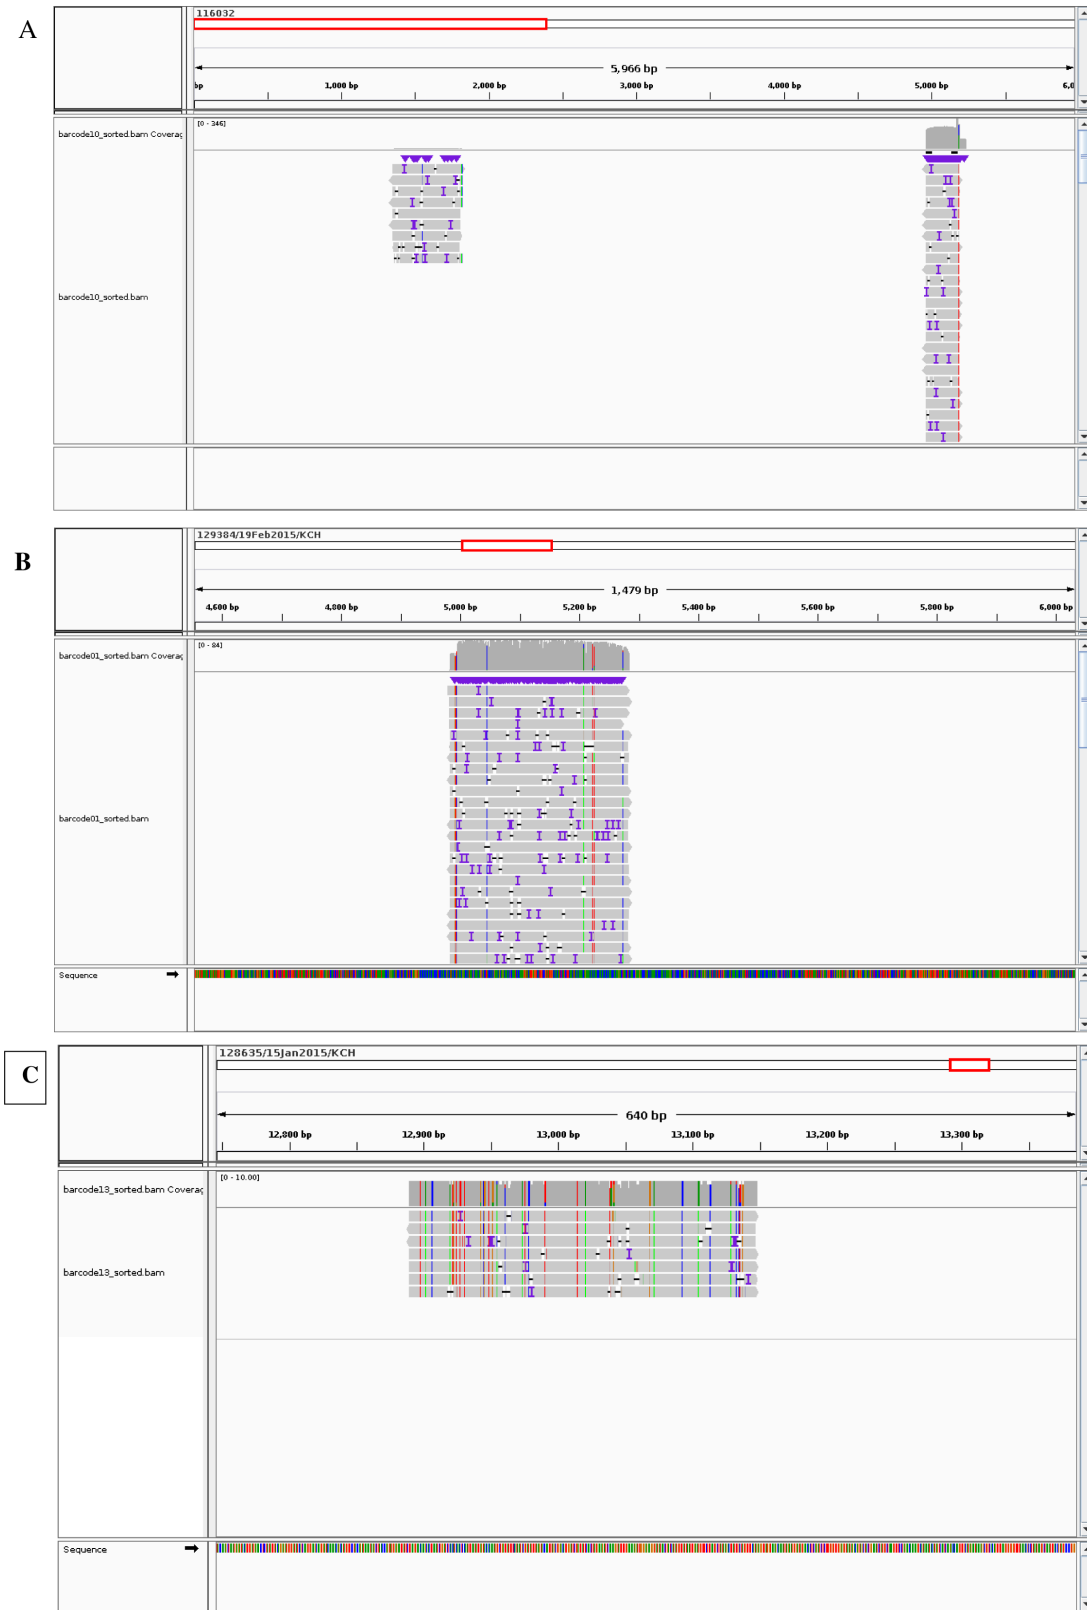 A
116032
5,966 bp
bp 1,000 bp 2,000 bp 3,000 bp 4,000 bp 5,000 bp 6,0
barcode10_sorted.bam Coverag
[0 - 346]
barcode10_sorted.bam
B
129384/19Feb2015/KCH
1,479 bp
4,600 bp 4,800 bp 5,000 bp 5,200 bp 5,400 bp 5,600 bp 5,800 bp 6,000 bp
barcode01_sorted.bam Coverag
[0 - 84]
barcode01_sorted.bam
Sequence
C
128635/15Jan2015/KCH
640 bp
12,800 bp 12,900 bp 13,000 bp 13,100 bp 13,200 bp 13,300 bp
barcode13_sorted.bam Coverag
[0 - 10.00]
barcode13_sorted.bam
Sequence